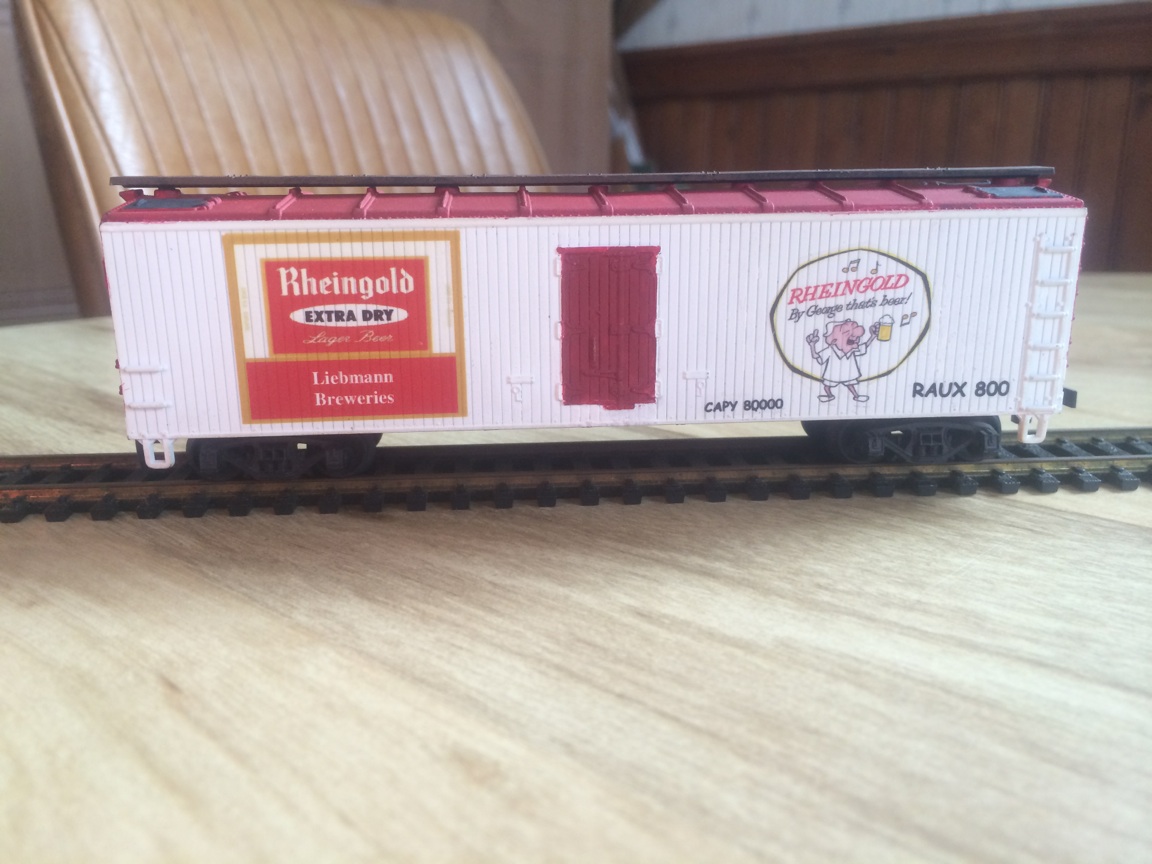 Rheingold
EXTRA DRY
Lager Beer
Liebmann
Breweries
CAPY 80000
RHEINGOLD
By George that's beer!
RAUX 800